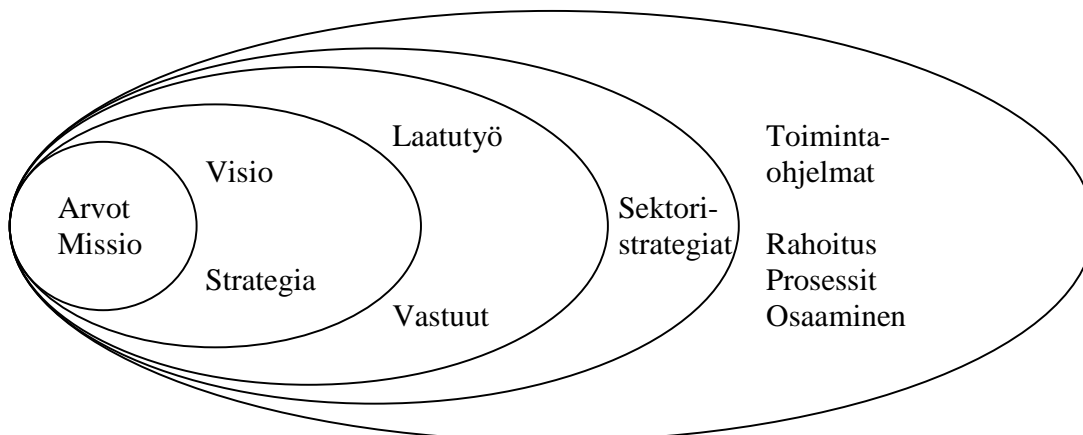 Arvot
Missio
Visio
Strategia
Laatutyö
Vastuut
Sektori-
strategiat
Toiminta-
ohjelmat
Rahoitus
Prosessit
Osaaminen